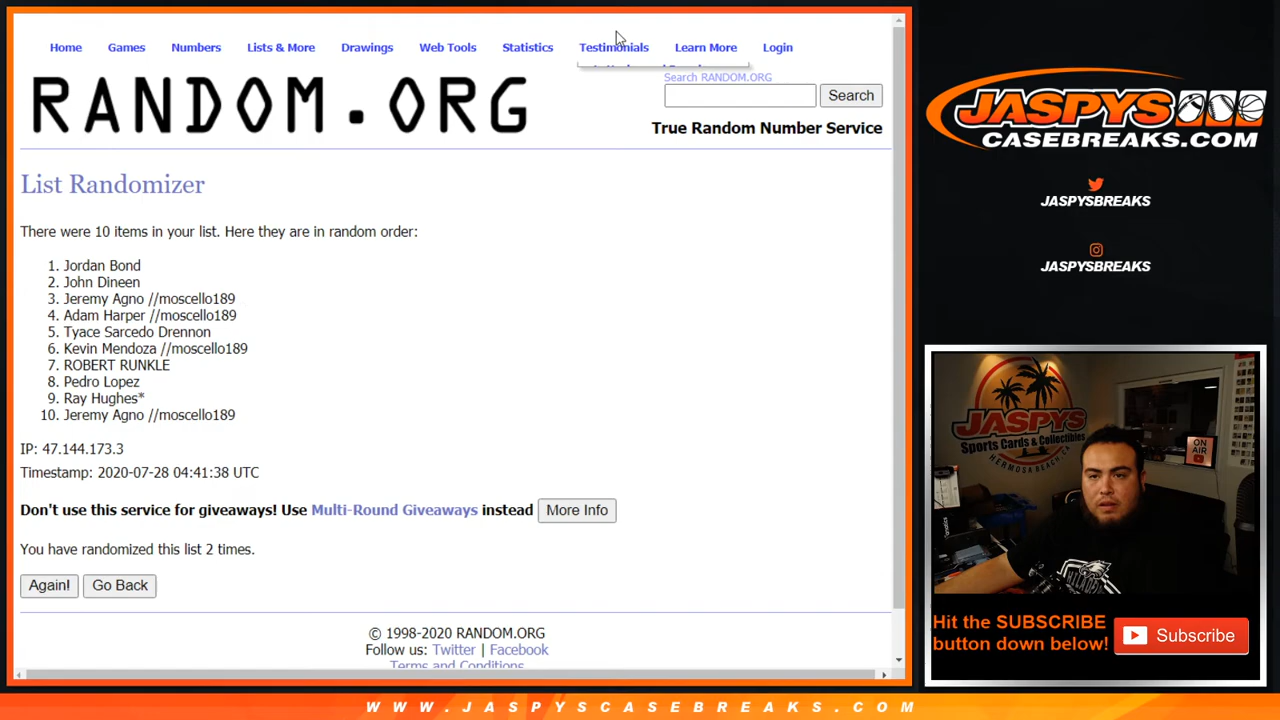 Home Games Numbers Lists & More Drawings Web Tools Statistics Testimonials Learn More Login
Search RANDOM.ORG
RANDOM.ORG
Search
True Random Number Service
List Randomizer
There were 10 items in your list. Here they are in random order:
1. Jordan Bond
2. John Dineen
3. Jeremy Agno //moscello189
4. Adam Harper //moscello189
5. Tyace Sarcedo Drennon
6. Kevin Mendoza //moscello189
7. ROBERT RUNKLE
8. Pedro Lopez
9. Ray Hughes*
10. Jeremy Agno //moscello189
IP: 47.144.173.3
Timestamp: 2020-07-28 04:41:38 UTC
Don't use this service for giveaways! Use Multi-Round Giveaways instead More Info
You have randomized this list 2 times.
Again! Go Back
© 1998-2020 RANDOM.ORG
Follow us: Twitter | Facebook
Terms and Conditions
JASPYS
CASEBREAKS.COM
JASPYSBREAKS
JASPYSBREAKS
JASPYS
Sports Cards & Collectibles
HERMOSA BEACH, CA
ON
AIR
Hit the SUBSCRIBE
button down below!
Subscribe
WWW.JASPYSCASEBREAKS.COM